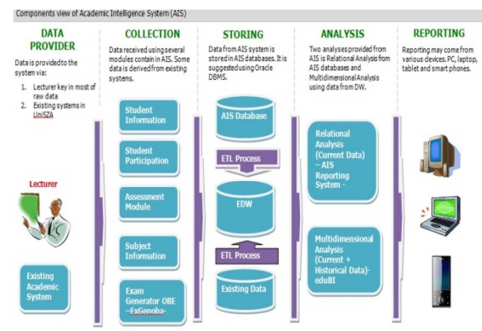 Components view of Academic Intelligence System (AIS)
DATA
PROVIDER
Data is provided to the
system via:
1. Lecturer key in most of
raw data
2. Existing systems in
UniSZA
Lecturer
Existing
Academic
System
COLLECTION
Data received using several
modules contain in AIS. Some
data is derived from existing
systems.
Student
Information
Student
Participation
Assessment
Module
Subject
Information
Exam
Generator OBE
–ExGenoba-
STORING
Data from AIS system is
stored in AIS databases. It is
suggested using Oracle
DBMS.
AIS Database
ETL Process
EDW
ETL Process
Existing Data
ANALYSIS
Two analyses provided from
AIS is Relational Analysis from
AIS databases and
Multidimensional Analysis
using data from DW.
Relational
Analysis
(Current Data)
– AIS
Reporting
System -
Multidimensional
Analysis
(Current +
Historical Data)-
eduBI
REPORTING
Reporting may come from
various devices. PC, laptop,
tablet and smart phones.